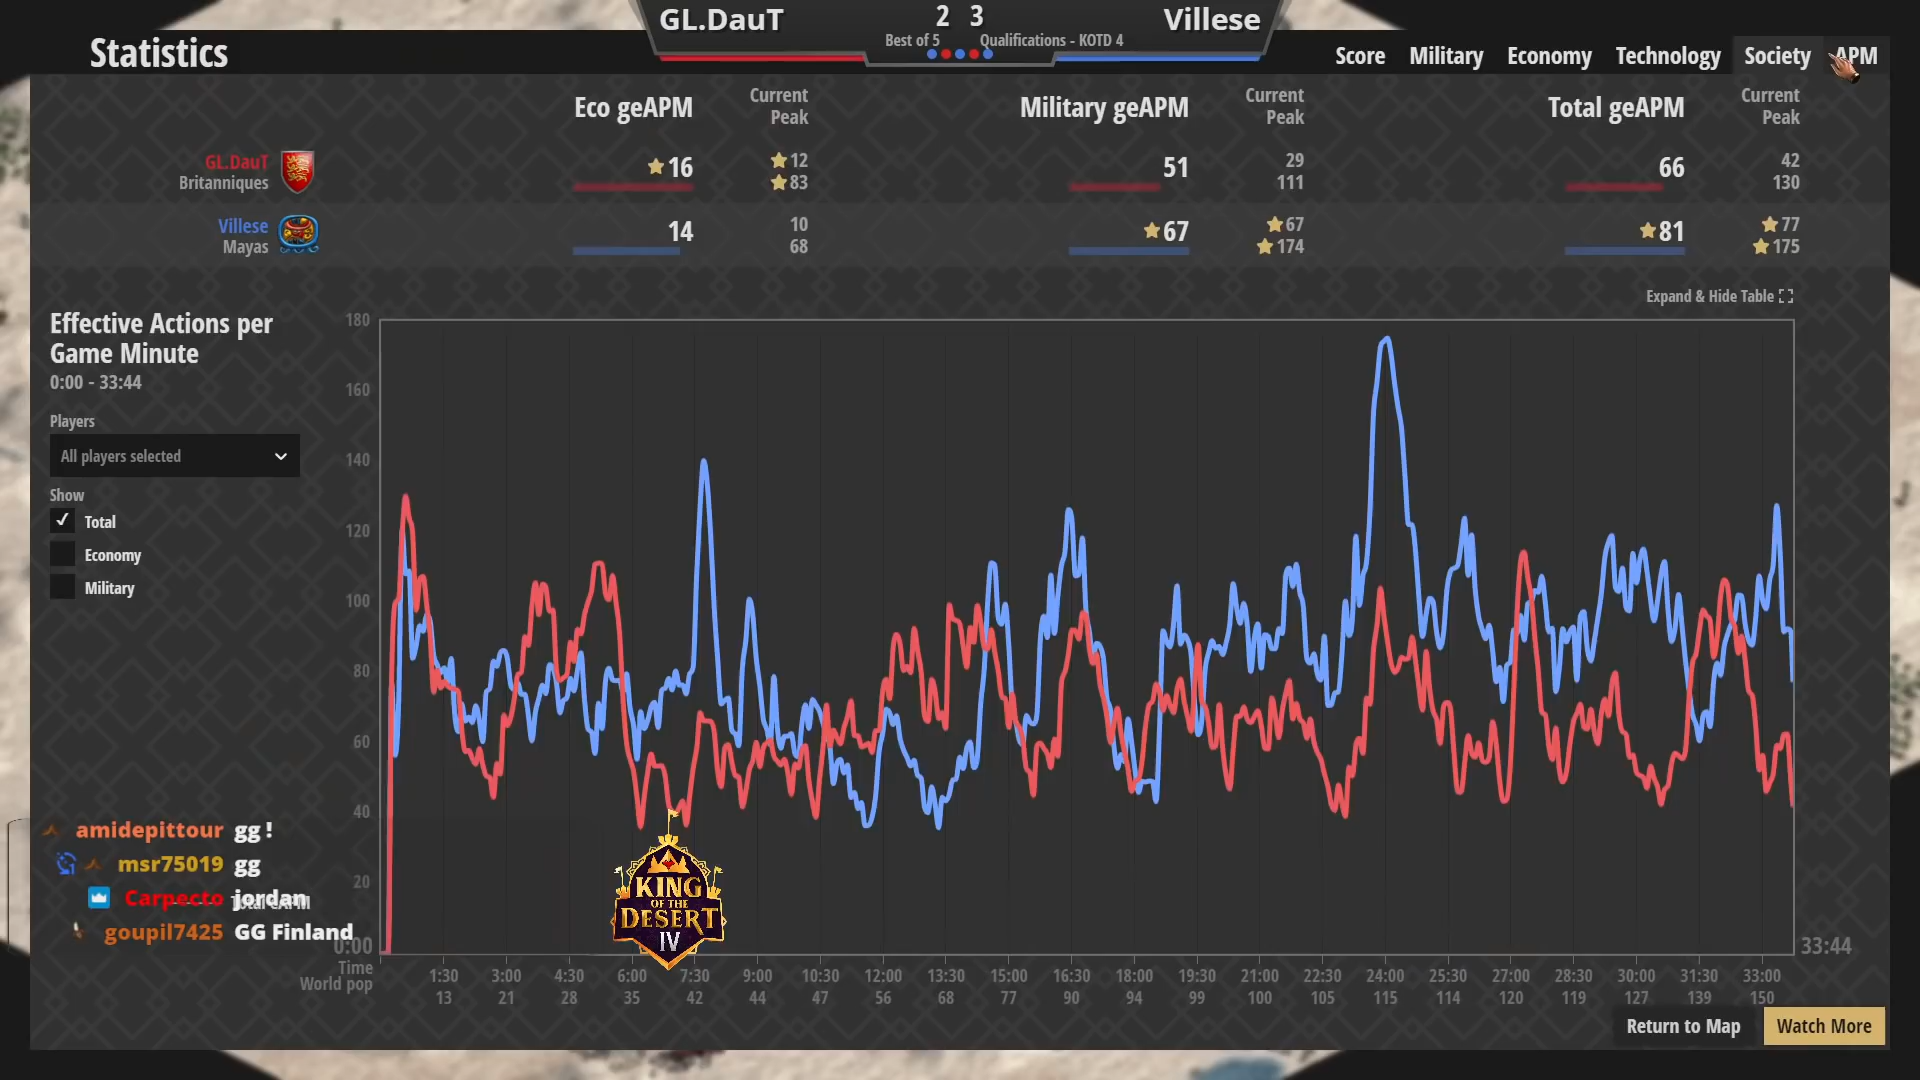 GL.DauT 2 3 Villese
Best of 5 Qualifications - KOTD 4
Statistics
Score Military Economy Technology Society APM
Eco geAPM Current Peak Military geAPM Current Peak Total geAPM Current Peak
GL.DauT 16 12 51 29 66 42
Britanniques 83 111 130
Villese 14 10 67 67 81 77
Mayas 68 174 175
Expand & Hide Table
Effective Actions per
Game Minute
0:00 - 33:44
Players
All players selected
Show
Total
Economy
Military
180
160
140
120
100
80
60
40
20
0:00
33:44
amidepittour gg !
msr75019 gg
Carpecto jordan
goupil7425 GG Finland
KING
OF THE
DESERT
IV
Time 1:30 3:00 4:30 6:00 7:30 9:00 10:30 12:00 13:30 15:00 16:30 18:00 19:30 21:00 22:30 24:00 25:30 27:00 28:30 30:00 31:30 33:00
World pop 13 21 28 35 42 44 47 56 68 77 90 94 99 100 105 115 114 120 119 127 139 150
Return to Map Watch More